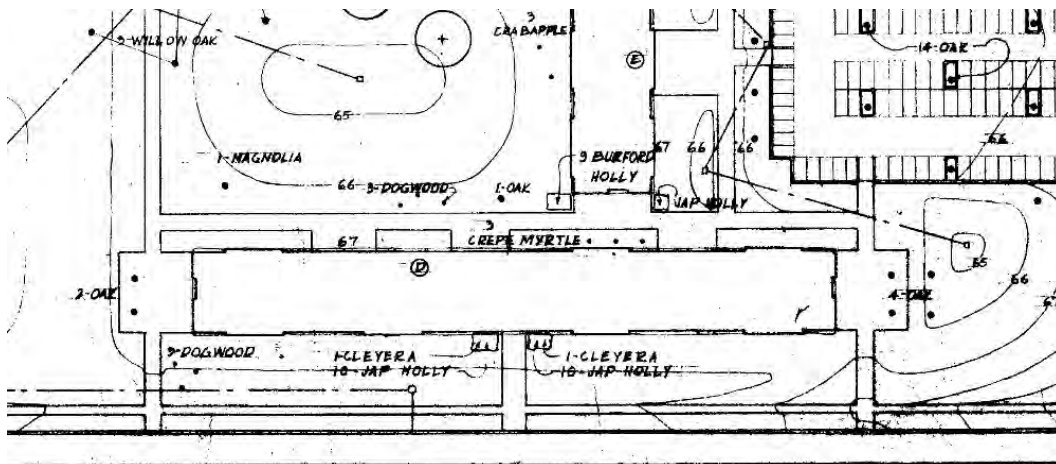 3
CRABAPPLE
3-WILLOW OAK
E
14-OAK
65
66
1-MAGNOLIA
66
3-DOGWOOD
1-OAK
9 BURFORD
HOLLY
67
66
66
JAP HOLLY
3
CREPE MYRTLE
67
D
65
66
2-OAK
4-OAK
3-DOGWOOD
1-CLEYERA
10-JAP HOLLY
1-CLEYERA
10-JAP HOLLY